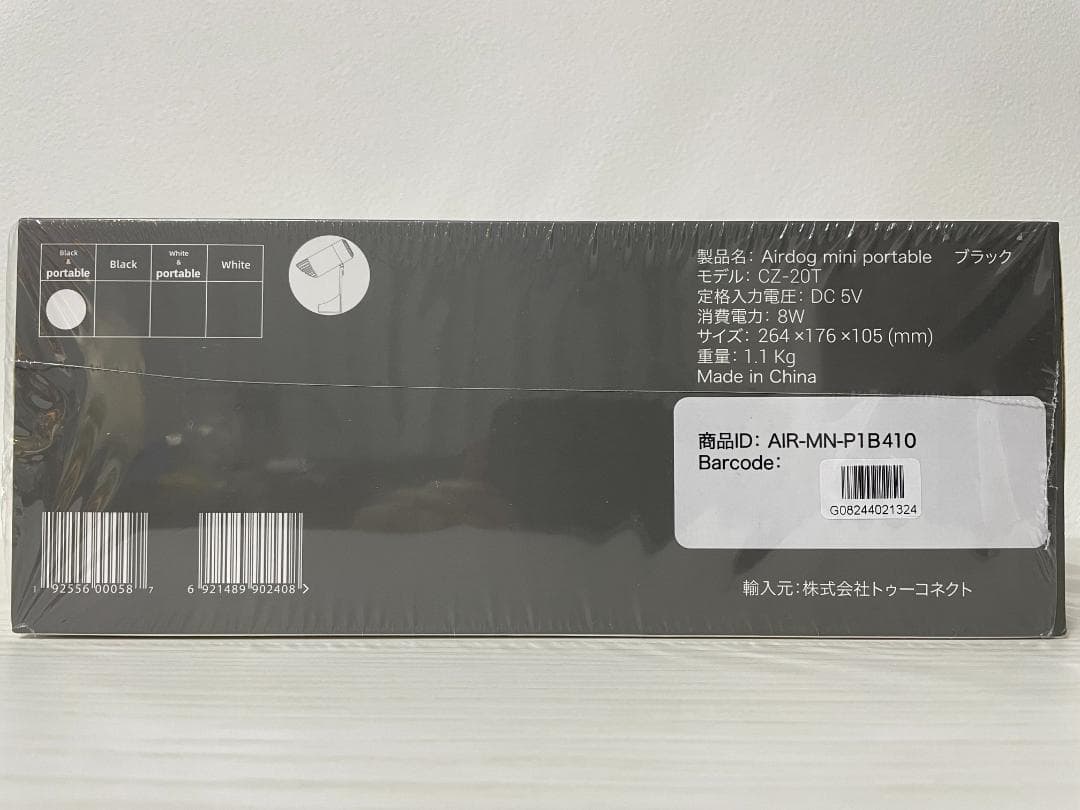 Black
&
portable
Black
White
&
portable
White
製品名: Airdog mini portable ブラック
モデル: CZ-20T
定格入力電圧: DC 5V
消費電力: 8W
サイズ: 264×176×105 (mm)
重量: 1.1 Kg
Made in China
商品ID: AIR-MN-P1B410
Barcode:
G08244021324
1 92556 00058 7
6 921489 902408 >
輸入元:株式会社トゥーコネクト